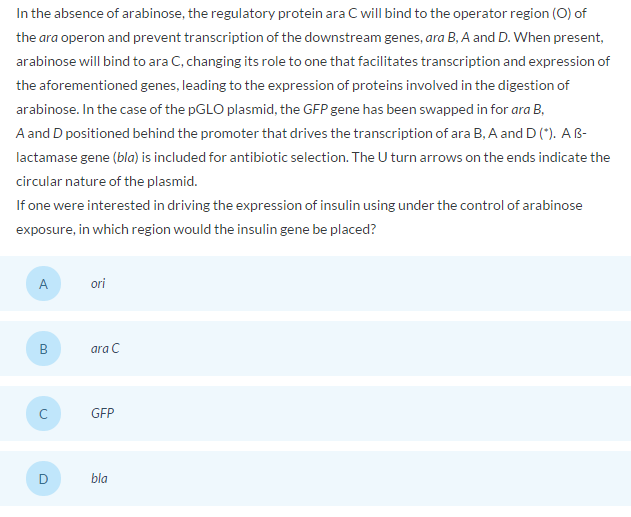 In the absence of arabinose, the regulatory protein ara C will bind to the operator region (O) of
the ara operon and prevent transcription of the downstream genes, ara B, A and D. When present,
arabinose will bind to ara C, changing its role to one that facilitates transcription and expression of
the aforementioned genes, leading to the expression of proteins involved in the digestion of
arabinose. In the case of the pGLO plasmid, the GFP gene has been swapped in for ara B,
A and D positioned behind the promoter that drives the transcription of ara B, A and D (*). A ß-
lactamase gene (bla) is included for antibiotic selection. The U turn arrows on the ends indicate the
circular nature of the plasmid.
If one were interested in driving the expression of insulin using under the control of arabinose
exposure, in which region would the insulin gene be placed?
A ori
B ara C
C GFP
D bla